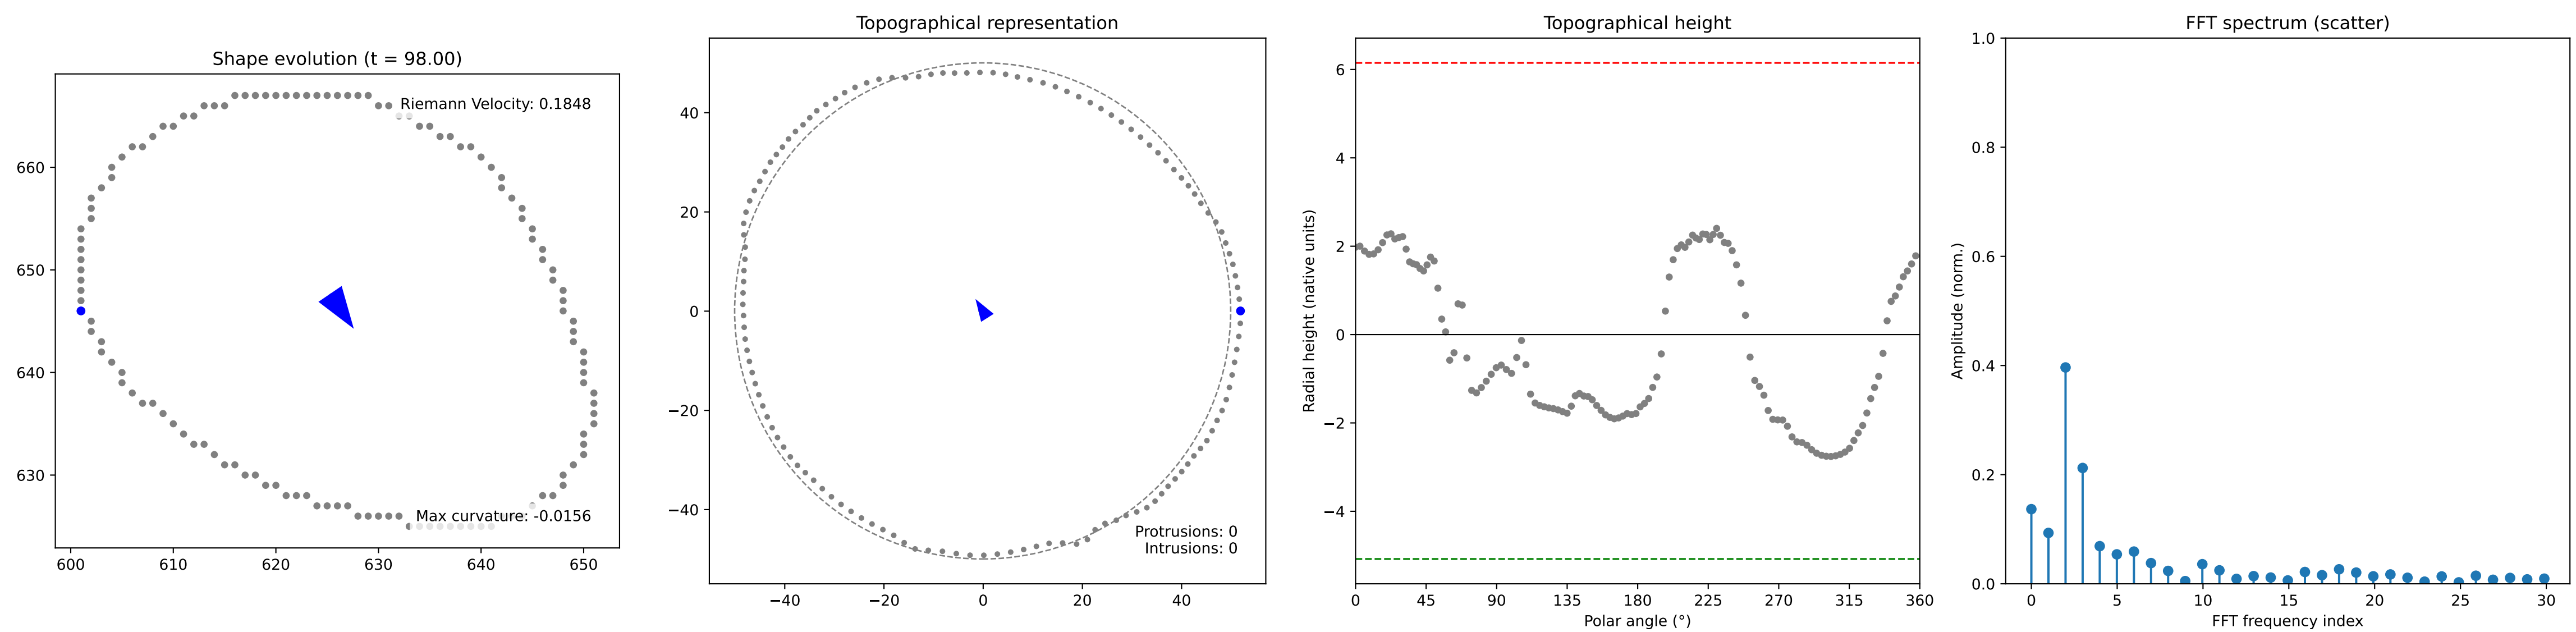 Shape evolution (t = 98.00)
Riemann Velocity: 0.1848
Max curvature: -0.0156
660
650
640
630
600 610 620 630 640 650
Topographical representation
40
20
0
−20
−40
−40 −20 0 20 40
Protrusions: 0
Intrusions: 0
Topographical height
Radial height (native units)
6
4
2
0
−2
−4
0 45 90 135 180 225 270 315 360
Polar angle (°)
FFT spectrum (scatter)
Amplitude (norm.)
1.0
0.8
0.6
0.4
0.2
0.0
0 5 10 15 20 25 30
FFT frequency index